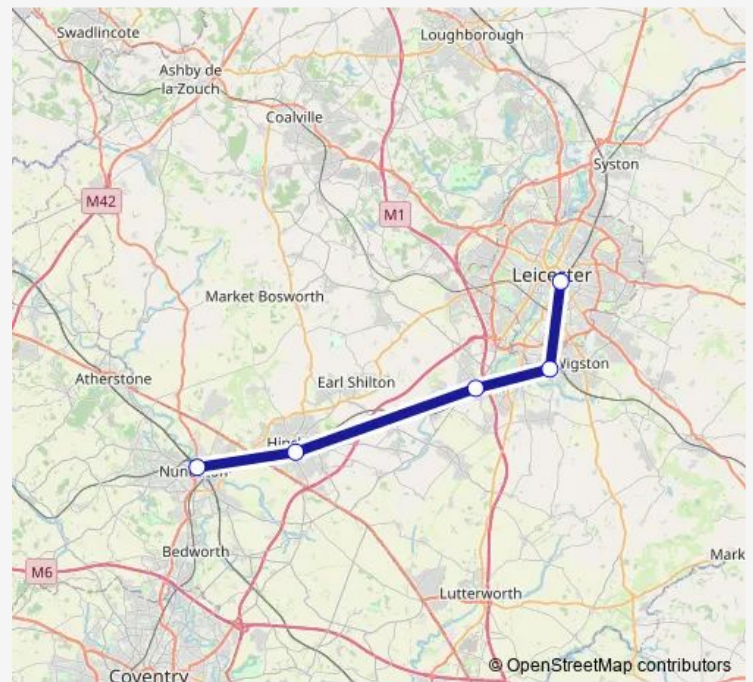 Swadlincote
Loughborough
Ashby de
la Zouch
Coalville
Syston
M42
M1
Leicester
Market Bosworth
Wigston
Atherstone
Earl Shilton
Bedworth
Mark
M6
Lutterworth
© OpenStreetMap contributors
Coventry